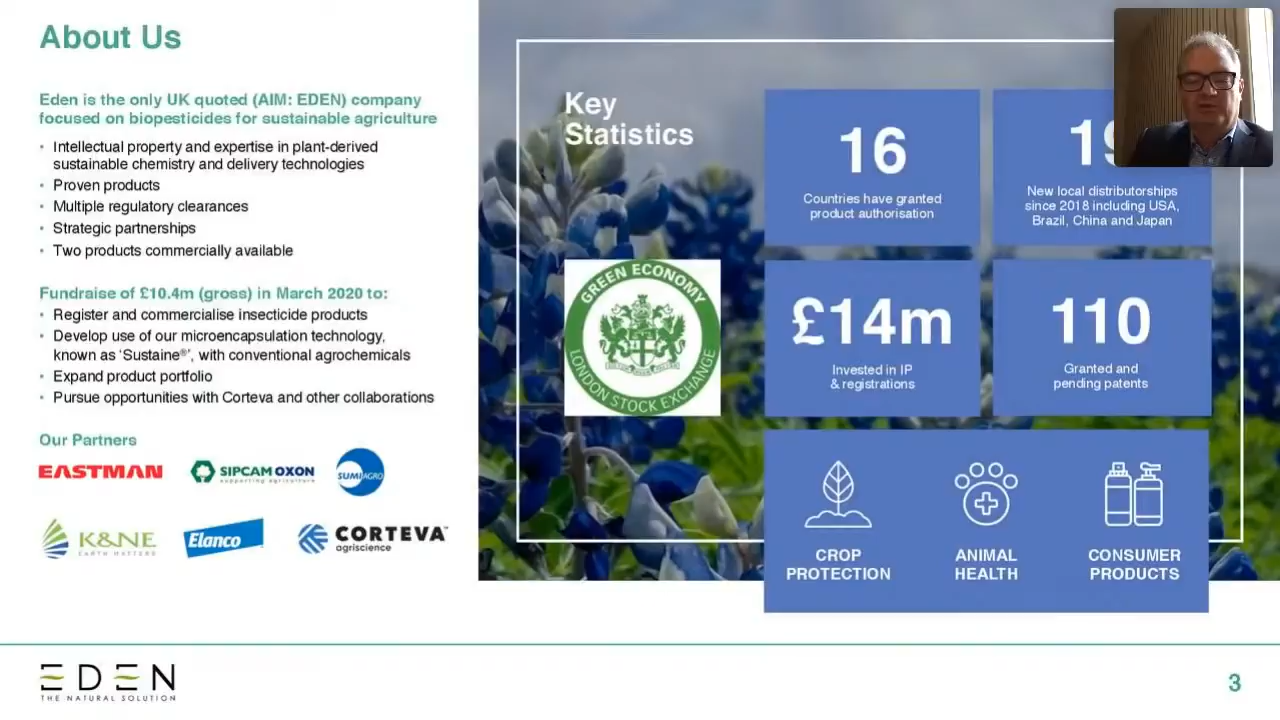 About Us
Eden is the only UK quoted (AIM: EDEN) company
focused on biopesticides for sustainable agriculture
• Intellectual property and expertise in plant-derived
sustainable chemistry and delivery technologies
• Proven products
• Multiple regulatory clearances
• Strategic partnerships
• Two products commercially available
Fundraise of £10.4m (gross) in March 2020 to:
• Register and commercialise insecticide products
• Develop use of our microencapsulation technology,
known as ‘Sustaine®’, with conventional agrochemicals
• Expand product portfolio
• Pursue opportunities with Corteva and other collaborations
Our Partners
EASTMAN
SIPCAM OXON
supporting agriculture
SUMI AGRO
K&NE
EARTH MATTERS
Elanco
CORTEVA™
agriscience
Key
Statistics
GREEN ECONOMY
LONDON STOCK EXCHANGE
16
Countries have granted
product authorisation
19
New local distributorships
since 2018 including USA,
Brazil, China and Japan
£14m
Invested in IP
& registrations
110
Granted and
pending patents
CROP
PROTECTION
ANIMAL
HEALTH
CONSUMER
PRODUCTS
EDEN
THE NATURAL SOLUTION
3